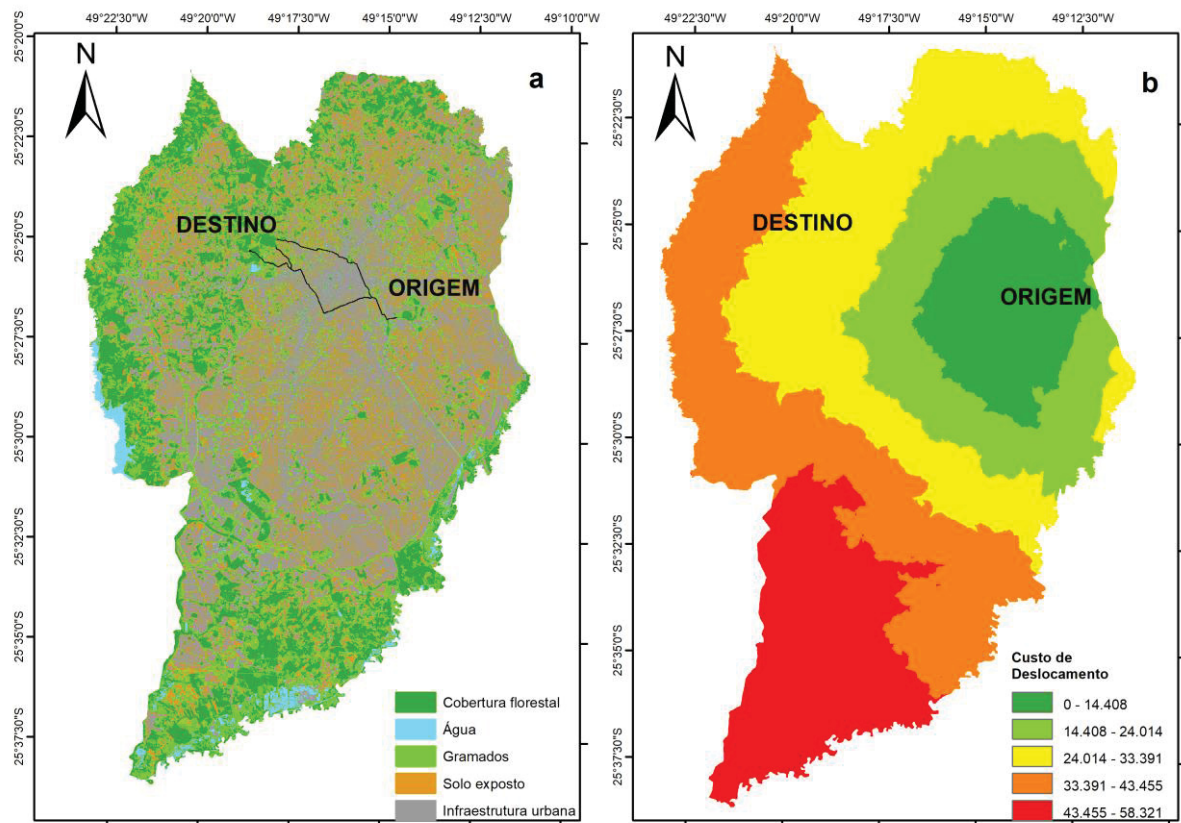 49°22'30"W 49°20'0"W 49°17'30"W 49°15'0"W 49°12'30"W 49°10'0"W
25°20'0"S
25°22'30"S
25°25'0"S
25°27'30"S
25°30'0"S
25°32'30"S
25°35'0"S
25°37'30"S
N
a
DESTINO
ORIGEM
Cobertura florestal
Água
Gramados
Solo exposto
Infraestrutura urbana
49°22'30"W 49°20'0"W 49°17'30"W 49°15'0"W 49°12'30"W
25°22'30"S
25°25'0"S
25°27'30"S
25°30'0"S
25°32'30"S
25°35'0"S
25°37'30"S
N
b
DESTINO
ORIGEM
Custo de
Deslocamento
0 - 14.408
14.408 - 24.014
24.014 - 33.391
33.391 - 43.455
43.455 - 58.321